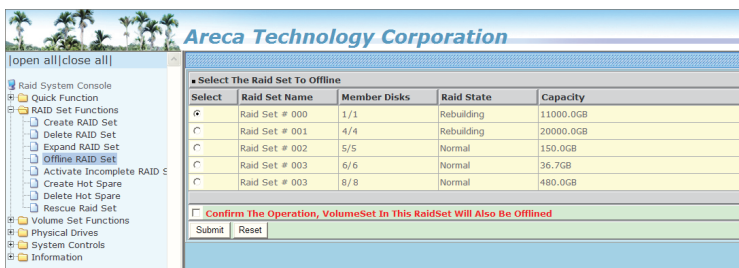 Areca Technology Corporation
|open all|close all|
Raid System Console
Quick Function
RAID Set Functions
Create RAID Set
Delete RAID Set
Expand RAID Set
Offline RAID Set
Activate Incomplete RAID S
Create Hot Spare
Delete Hot Spare
Rescue Raid Set
Volume Set Functions
Physical Drives
System Controls
Information
Select The Raid Set To Offline
Select Raid Set Name Member Disks Raid State Capacity
Raid Set # 000 1/1 Rebuilding 11000.0GB
Raid Set # 001 4/4 Rebuilding 20000.0GB
Raid Set # 002 5/5 Normal 150.0GB
Raid Set # 003 6/6 Normal 36.7GB
Raid Set # 003 8/8 Normal 480.0GB
Confirm The Operation, VolumeSet In This RaidSet Will Also Be Offlined
Submit Reset